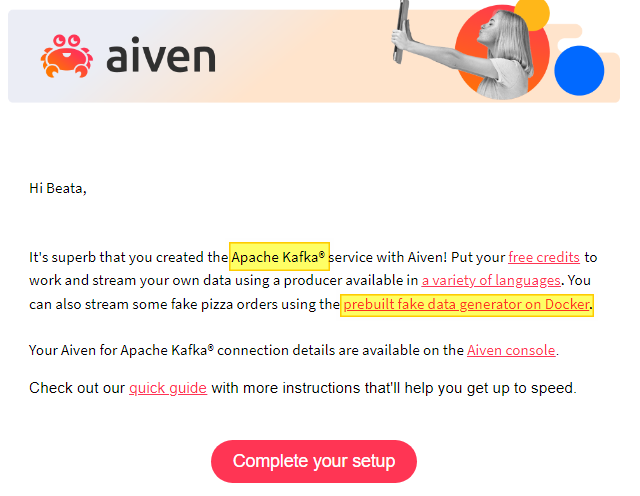 aiven
Hi Beata,
It's superb that you created the Apache Kafka® service with Aiven! Put your free credits to
work and stream your own data using a producer available in a variety of languages. You
can also stream some fake pizza orders using the prebuilt fake data generator on Docker.
Your Aiven for Apache Kafka® connection details are available on the Aiven console.
Check out our quick guide with more instructions that'll help you get up to speed.
Complete your setup